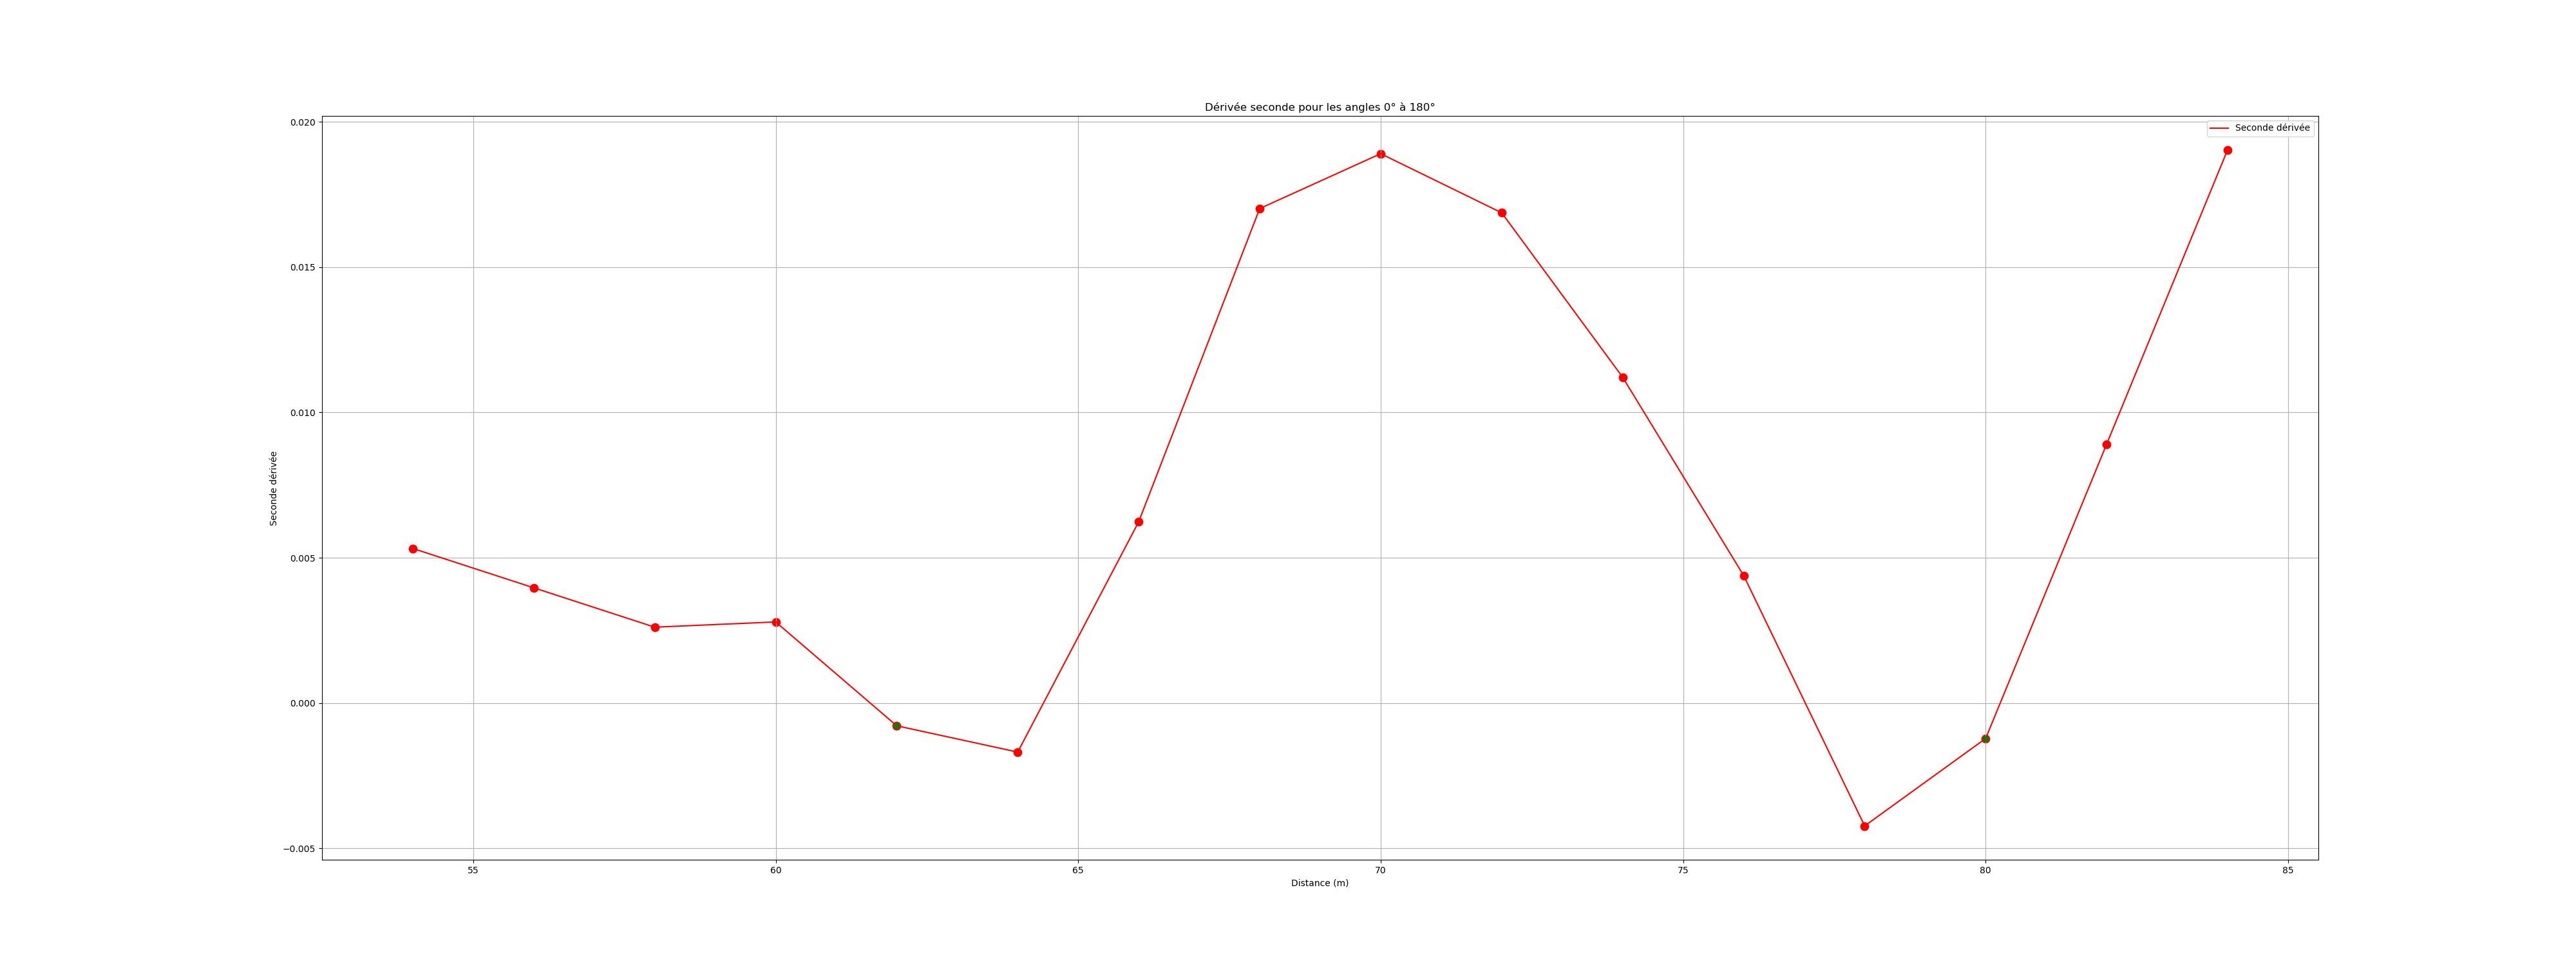 Dérivée seconde pour les angles 0° à 180°
Seconde dérivée
0.020
0.015
0.010
0.005
0.000
−0.005
Seconde dérivée
55 60 65 70 75 80 85
Distance (m)